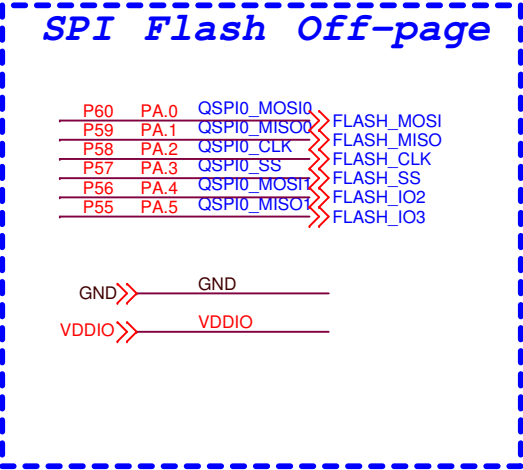 SPI Flash Off-page
P60 PA.0 QSPI0_MOSI0 FLASH_MOSI
P59 PA.1 QSPI0_MISO0 FLASH_MISO
P58 PA.2 QSPI0_CLK FLASH_CLK
P57 PA.3 QSPI0_SS FLASH_SS
P56 PA.4 QSPI0_MOSI1 FLASH_IO2
P55 PA.5 QSPI0_MISO1 FLASH_IO3
GND GND
VDDIO VDDIO